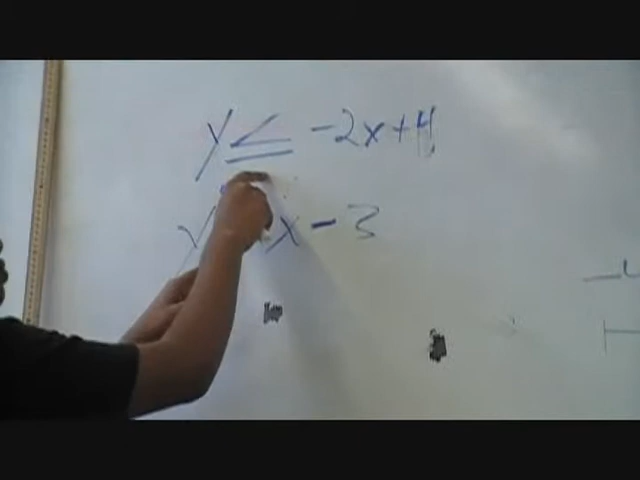 y ≤ -2x+4
y x - 3